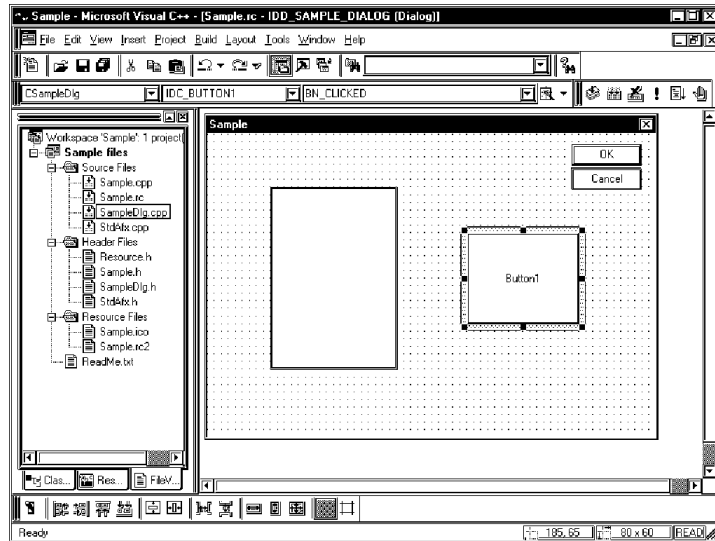 Sample - Microsoft Visual C++ - [Sample.rc - IDD_SAMPLE_DIALOG (Dialog)]
File Edit View Insert Project Build Layout Tools Window Help
CSampleDlg IDC_BUTTON1 BN_CLICKED
Workspace 'Sample': 1 project(
Sample files
Source Files
Sample.cpp
Sample.rc
SampleDlg.cpp
StdAfx.cpp
Header Files
Resource.h
Sample.h
SampleDlg.h
StdAfx.h
Resource Files
Sample.ico
Sample.rc2
ReadMe.txt
Clas... Res... FileV...
Sample
OK
Cancel
Button1
Ready 185, 65 80 x 60 READ